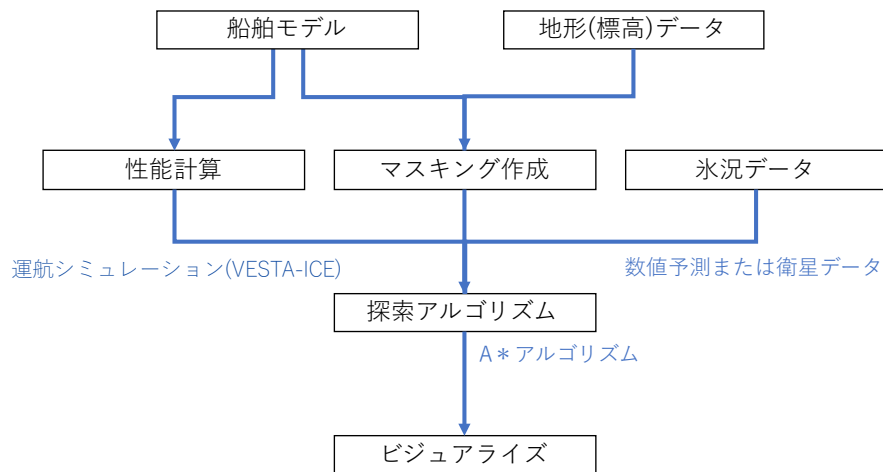 船舶モデル
地形(標高)データ
性能計算
マスキング作成
氷況データ
運航シミュレーション(VESTA-ICE)
数値予測または衛星データ
探索アルゴリズム
A＊アルゴリズム
ビジュアライズ